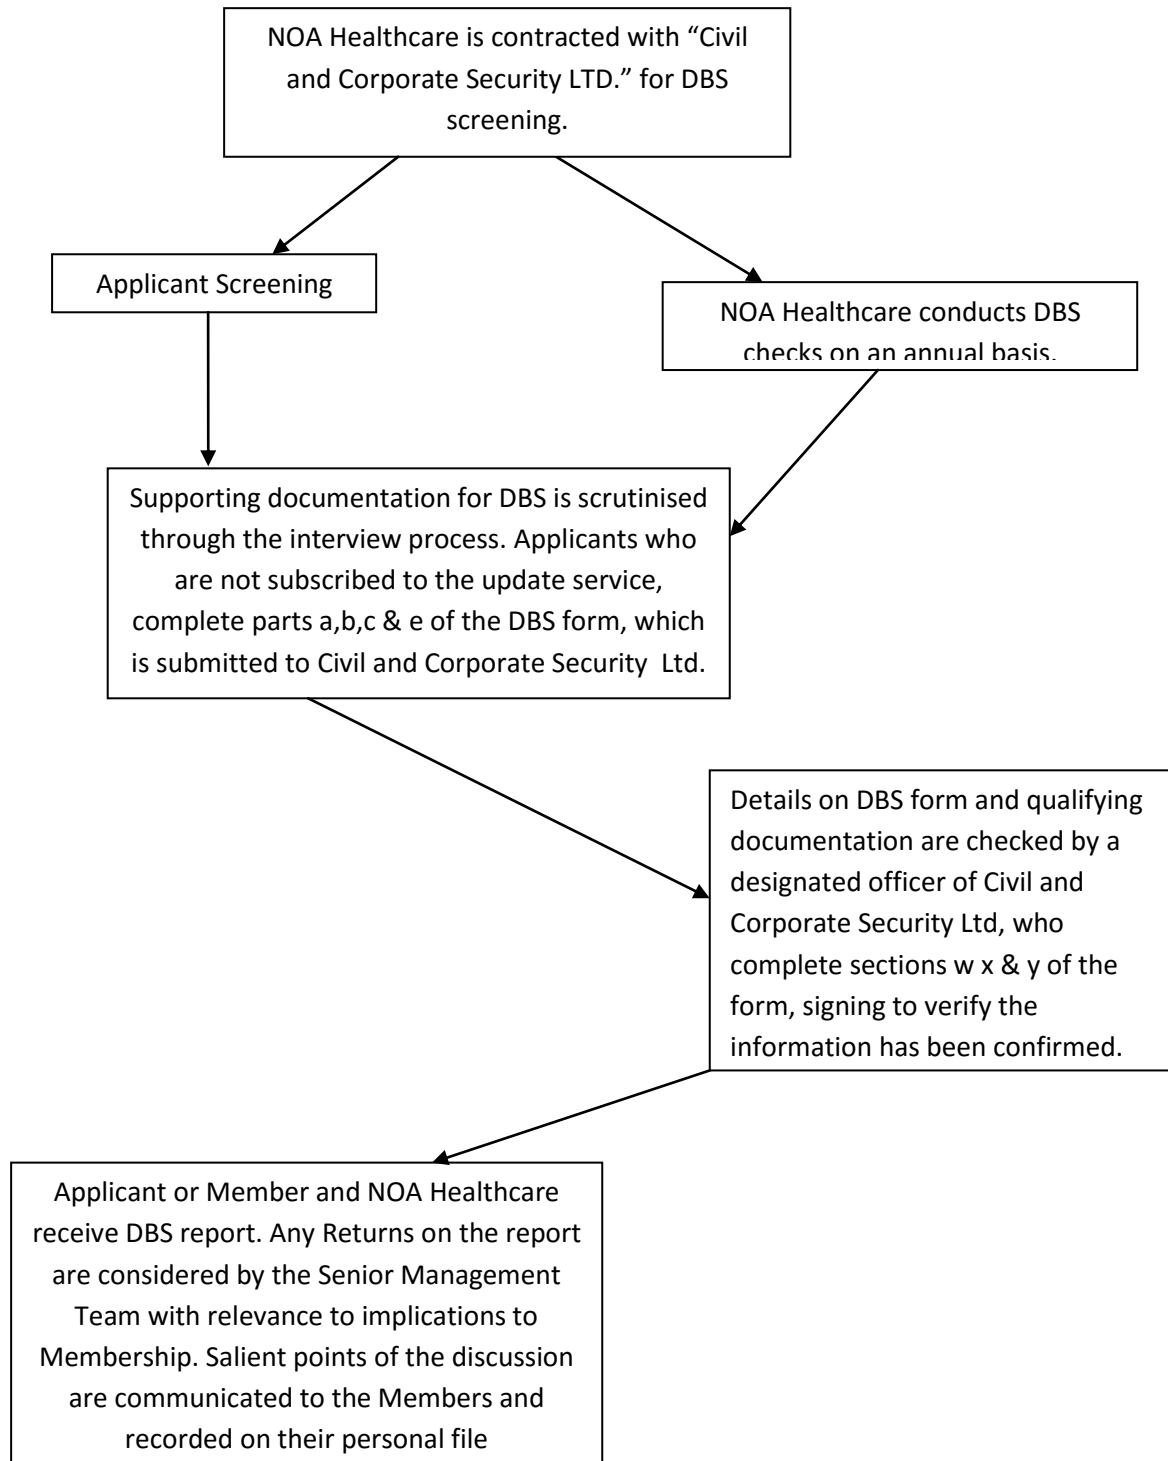 NOA Healthcare is contracted with “Civil
and Corporate Security LTD.” for DBS
screening.
Applicant Screening
NOA Healthcare conducts DBS
checks on an annual basis.
Supporting documentation for DBS is scrutinised
through the interview process. Applicants who
are not subscribed to the update service,
complete parts a,b,c & e of the DBS form, which
is submitted to Civil and Corporate Security  Ltd.
Details on DBS form and qualifying
documentation are checked by a
designated officer of Civil and
Corporate Security Ltd, who
complete sections w x & y of the
form, signing to verify the
information has been confirmed.
Applicant or Member and NOA Healthcare
receive DBS report. Any Returns on the report
are considered by the Senior Management
Team with relevance to implications to
Membership. Salient points of the discussion
are communicated to the Members and
recorded on their personal file